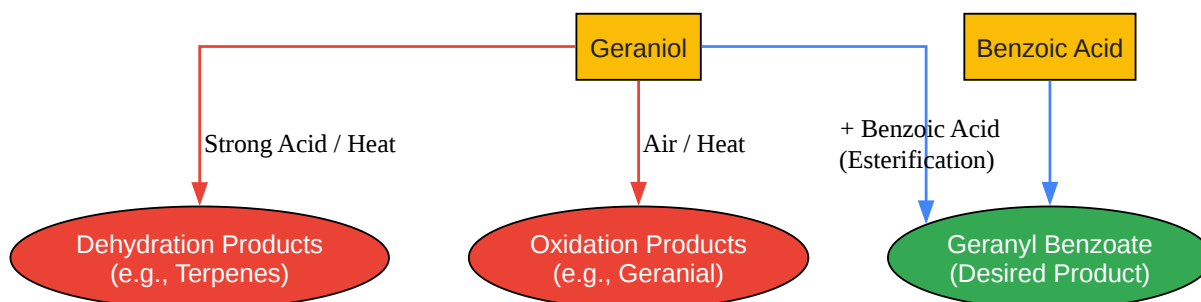 Geraniol
Benzoic Acid
Strong Acid / Heat
Air / Heat
+ Benzoic Acid
(Esterification)
Dehydration Products
(e.g., Terpenes)
Oxidation Products
(e.g., Geranial)
Geranyl Benzoate
(Desired Product)